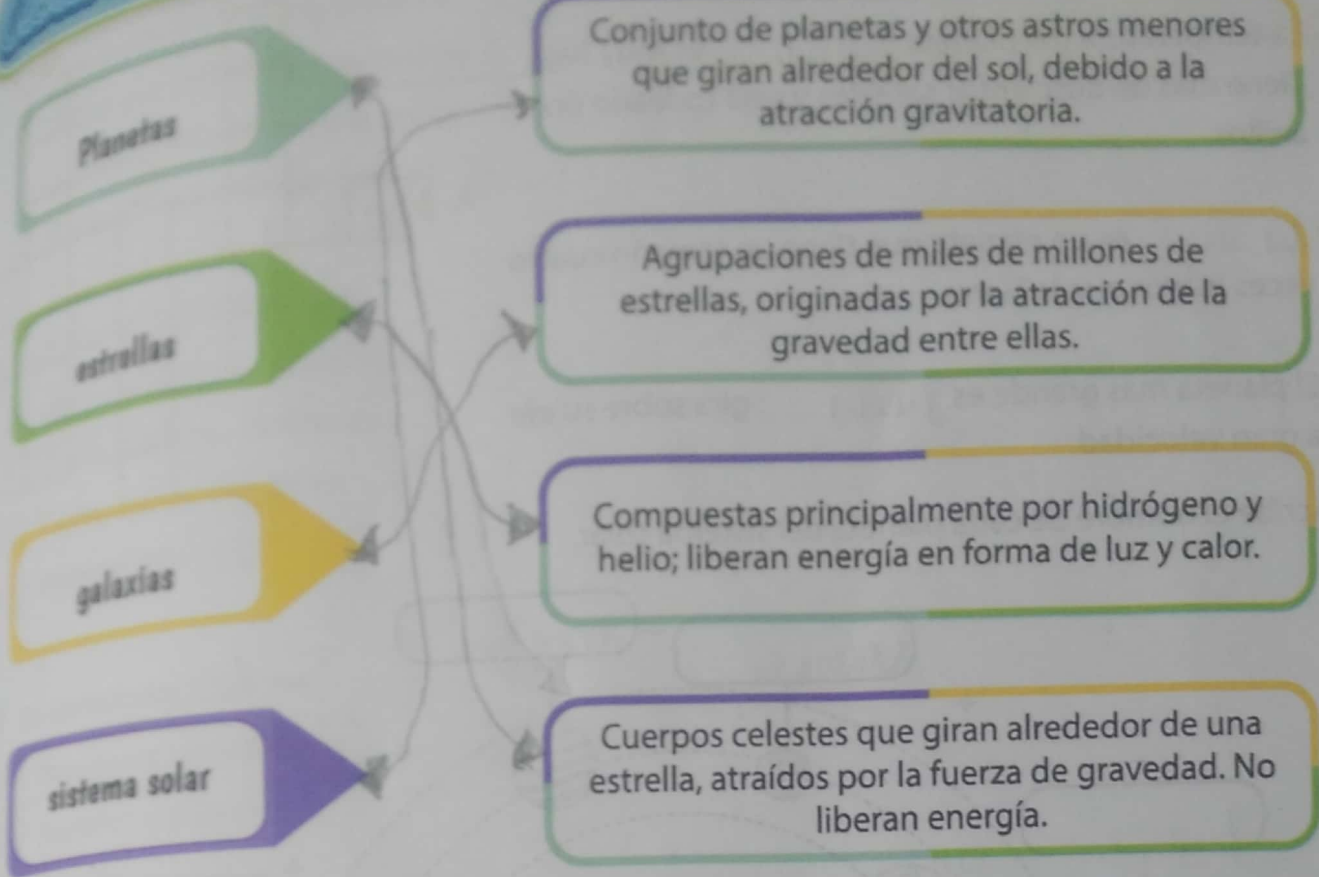 Planetas
Conjunto de planetas y otros astros menores
que giran alrededor del sol, debido a la
atracción gravitatoria.
estrellas
Agrupaciones de miles de millones de
estrellas, originadas por la atracción de la
gravedad entre ellas.
galaxias
Compuestas principalmente por hidrógeno y
helio; liberan energía en forma de luz y calor.
sistema solar
Cuerpos celestes que giran alrededor de una
estrella, atraídos por la fuerza de gravedad. No
liberan energía.